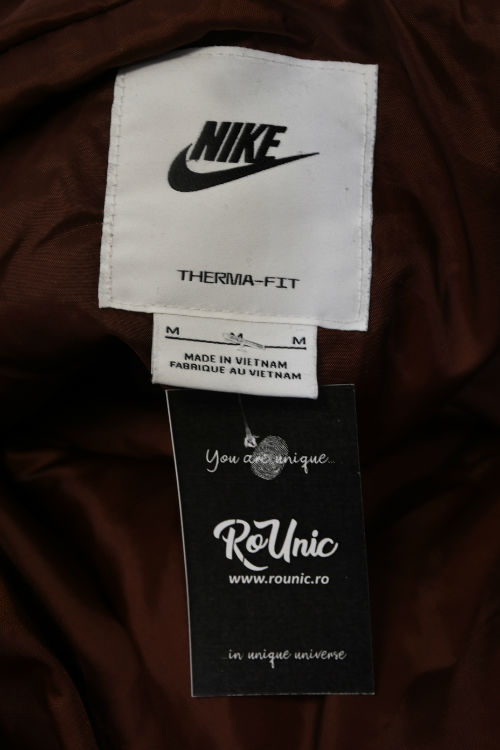 NIKE
THERMA-FIT
M M M
MADE IN VIETNAM
FABRIQUE AU VIETNAM
You are unique...
RoUnic
www.rounic.ro
...in unique universe